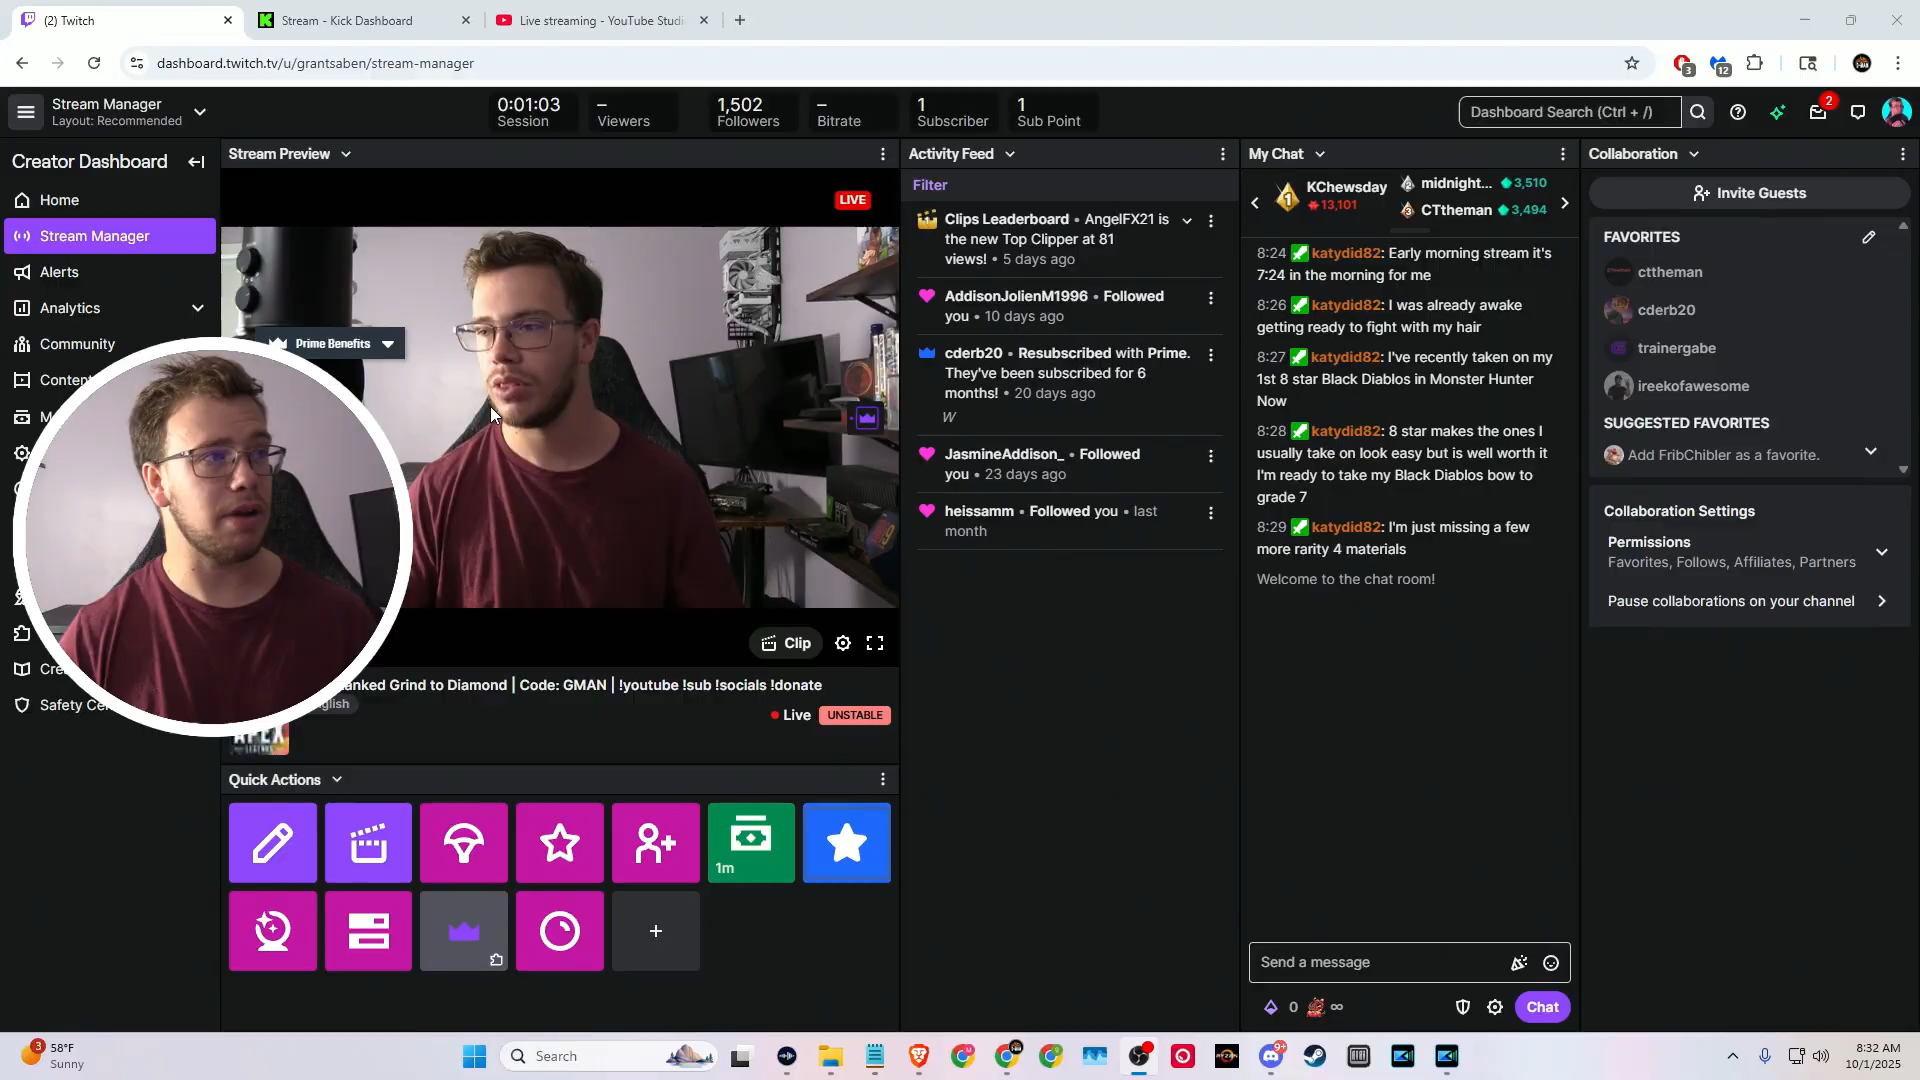 (2) Twitch
Stream - Kick Dashboard
Live streaming - YouTube Studi
dashboard.twitch.tv/u/grantsaben/stream-manager
3
12
Stream Manager
Layout: Recommended
0:01:03
Session
–
Viewers
1,502
Followers
–
Bitrate
1
Subscriber
1
Sub Point
Dashboard Search (Ctrl + /)
2
Creator Dashboard
Home
Stream Manager
Alerts
Analytics
Community
Content
M
Cre
Safety Ce
Stream Preview
LIVE
Prime Benefits
Clip
anked Grind to Diamond | Code: GMAN | !youtube !sub !socials !donate
glish
Live
UNSTABLE
APEX
Quick Actions
1m
Activity Feed
Filter
Clips Leaderboard • AngelFX21 is
the new Top Clipper at 81
views! • 5 days ago
AddisonJolienM1996 • Followed
you • 10 days ago
cderb20 • Resubscribed with Prime.
They've been subscribed for 6
months! • 20 days ago
W
JasmineAddison_ • Followed
you • 23 days ago
heissamm • Followed you • last
month
My Chat
1
KChewsday
13,101
2 midnight... 3,510
3 CTtheman 3,494
8:24 katydid82: Early morning stream it's
7:24 in the morning for me
8:26 katydid82: I was already awake
getting ready to fight with my hair
8:27 katydid82: I've recently taken on my
1st 8 star Black Diablos in Monster Hunter
Now
8:28 katydid82: 8 star makes the ones I
usually take on look easy but is well worth it
I'm ready to take my Black Diablos bow to
grade 7
8:29 katydid82: I'm just missing a few
more rarity 4 materials
Welcome to the chat room!
Send a message
0
∞
Chat
Collaboration
Invite Guests
FAVORITES
cttheman
cderb20
trainergabe
ireekofawesome
SUGGESTED FAVORITES
Add FribChibler as a favorite.
Collaboration Settings
Permissions
Favorites, Follows, Affiliates, Partners
Pause collaborations on your channel
3
58°F
Sunny
Search
9+
8:32 AM
10/1/2025